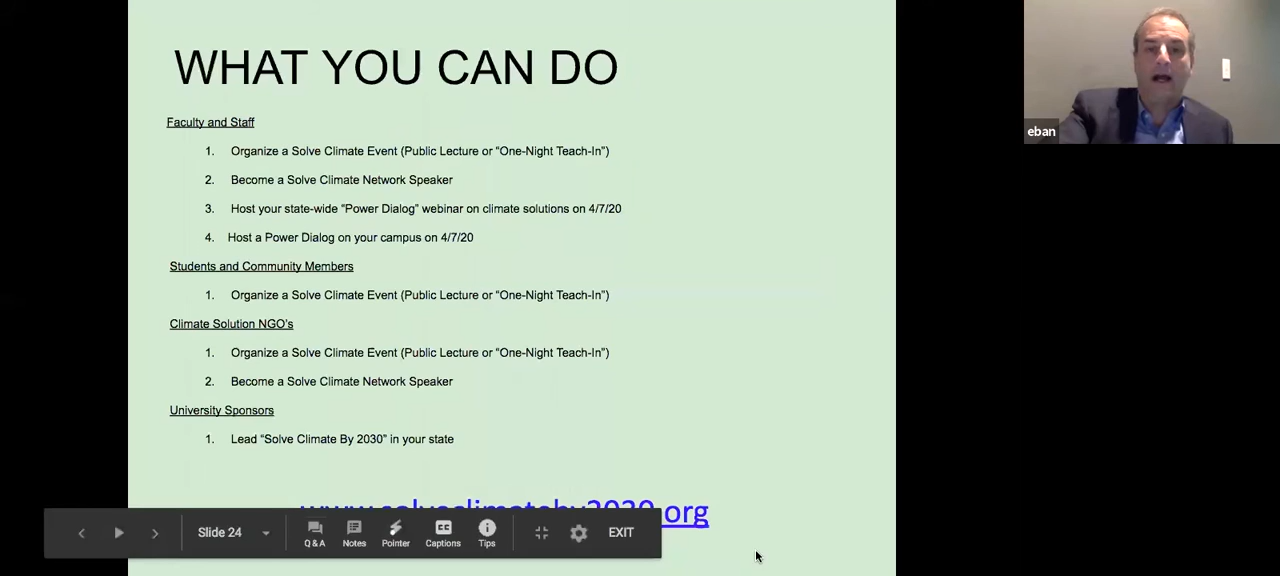 WHAT YOU CAN DO
eban
Faculty and Staff
1. Organize a Solve Climate Event (Public Lecture or “One-Night Teach-In”)
2. Become a Solve Climate Network Speaker
3. Host your state-wide “Power Dialog” webinar on climate solutions on 4/7/20
4. Host a Power Dialog on your campus on 4/7/20
Students and Community Members
1. Organize a Solve Climate Event (Public Lecture or “One-Night Teach-In”)
Climate Solution NGO's
1. Organize a Solve Climate Event (Public Lecture or “One-Night Teach-In”)
2. Become a Solve Climate Network Speaker
University Sponsors
1. Lead “Solve Climate By 2030” in your state
www.solveclimateby2030.org
Slide 24
Q & A
Notes
Pointer
CC
Captions
Tips
EXIT